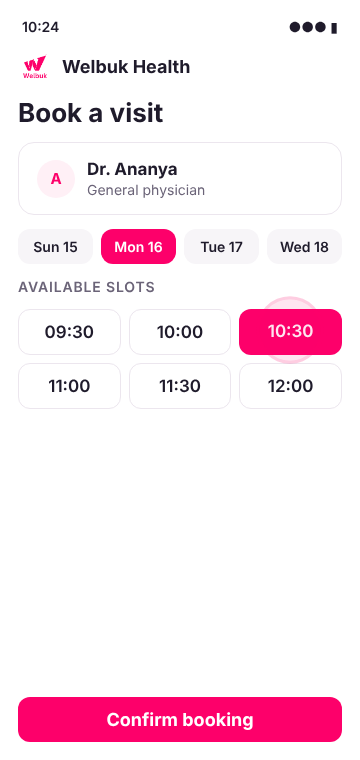 10:24
Welbuk
Welbuk Health
Book a visit
A
Dr. Ananya
General physician
Sun 15 Mon 16 Tue 17 Wed 18
AVAILABLE SLOTS
09:30 10:00 10:30
11:00 11:30 12:00
Confirm booking